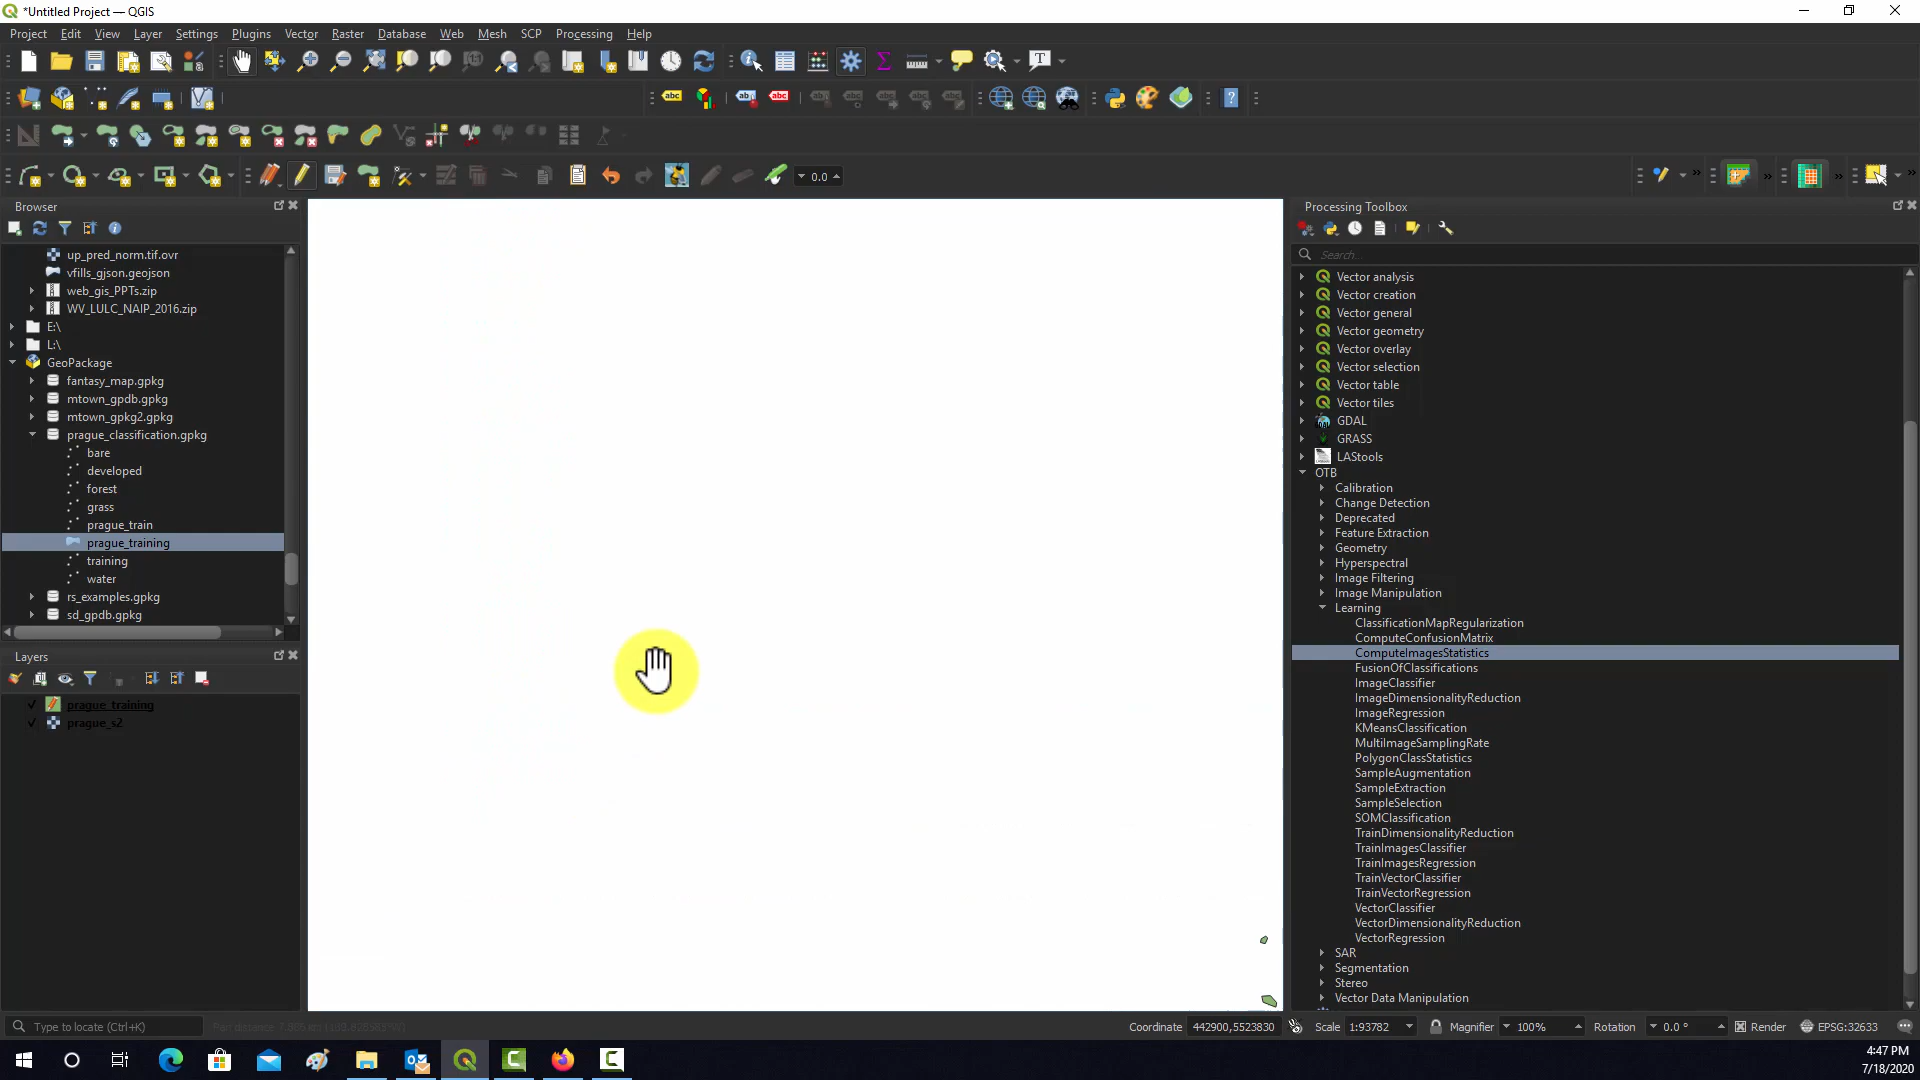 *Untitled Project — QGIS
Project Edit View Layer Settings Plugins Vector Raster Database Web Mesh SCP Processing Help
abc abc
0.0
Browser
up_pred_norm.tif.ovr
vfills_gjson.geojson
web_gis_PPTs.zip
WV_LULC_NAIP_2016.zip
E:\
L:\
GeoPackage
fantasy_map.gpkg
mtown_gpdb.gpkg
mtown_gpkg2.gpkg
prague_classification.gpkg
bare
developed
forest
grass
prague_train
prague_training
training
water
rs_examples.gpkg
sd_gpdb.gpkg
Layers
prague_training
prague_s2
Processing Toolbox
Search...
Vector analysis
Vector creation
Vector general
Vector geometry
Vector overlay
Vector selection
Vector table
Vector tiles
GDAL
GRASS
LAStools
OTB
Calibration
Change Detection
Deprecated
Feature Extraction
Geometry
Hyperspectral
Image Filtering
Image Manipulation
Learning
ClassificationMapRegularization
ComputeConfusionMatrix
ComputeImagesStatistics
FusionOfClassifications
ImageClassifier
ImageDimensionalityReduction
ImageRegression
KMeansClassification
MultiImageSamplingRate
PolygonClassStatistics
SampleAugmentation
SampleExtraction
SampleSelection
SOMClassification
TrainDimensionalityReduction
TrainImagesClassifier
TrainImagesRegression
TrainVectorClassifier
TrainVectorRegression
VectorClassifier
VectorDimensionalityReduction
VectorRegression
SAR
Segmentation
Stereo
Vector Data Manipulation
Type to locate (Ctrl+K)
Coordinate 442900,5523830 Scale 1:93782 Magnifier 100% Rotation 0.0 ° Render EPSG:32633
4:47 PM
7/18/2020